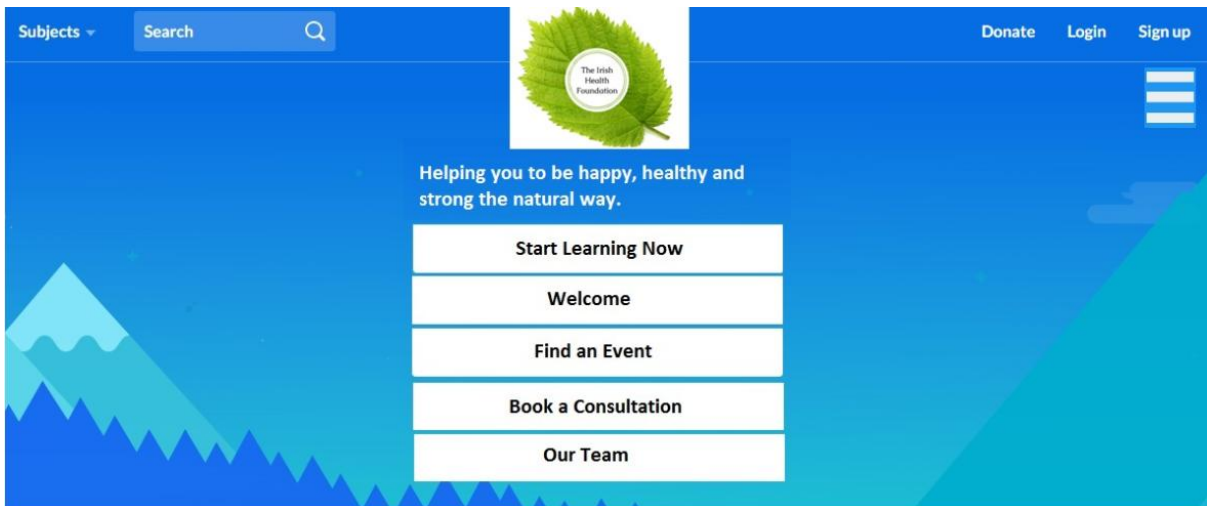 Subjects
Search
Donate
Login
Sign up
The Irish
Health
Foundation
Helping you to be happy, healthy and
strong the natural way.
Start Learning Now
Welcome
Find an Event
Book a Consultation
Our Team